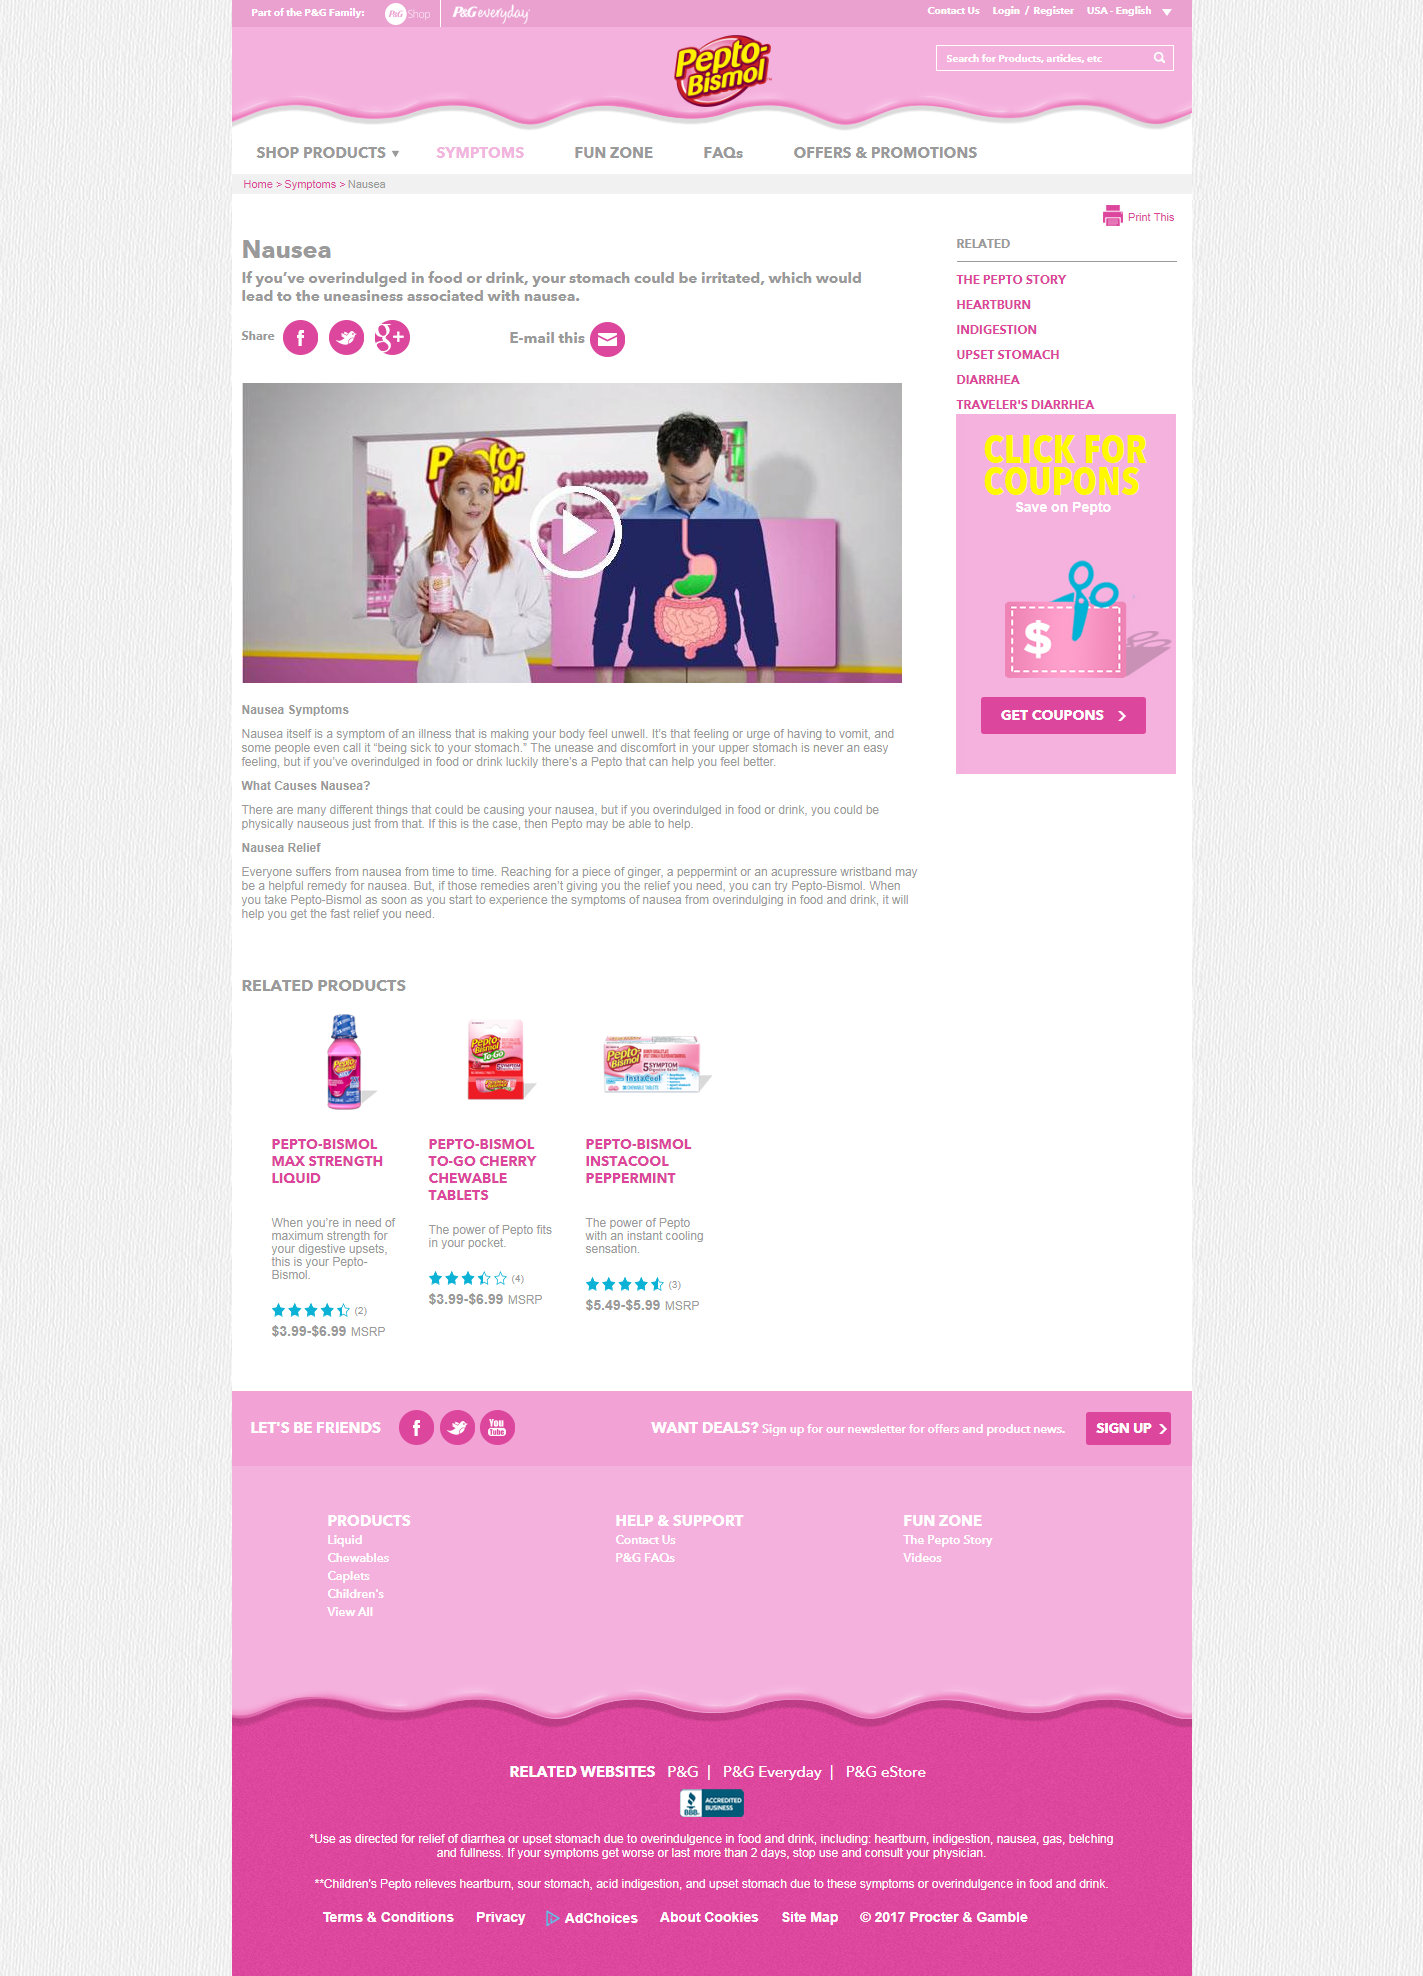 Part of the P&G Family:
P&G Shop
P&G everyday
Contact Us
Login / Register
USA - English
Pepto-
Bismol
Search for Products, articles, etc
SHOP PRODUCTS
SYMPTOMS
FUN ZONE
FAQs
OFFERS & PROMOTIONS
Home > Symptoms > Nausea
Print This
Nausea
If you've overindulged in food or drink, your stomach could be irritated, which would
lead to the uneasiness associated with nausea.
Share
E-mail this
RELATED
THE PEPTO STORY
HEARTBURN
INDIGESTION
UPSET STOMACH
DIARRHEA
TRAVELER'S DIARRHEA
CLICK FOR
COUPONS
Save on Pepto
$
GET COUPONS
Nausea Symptoms
Nausea itself is a symptom of an illness that is making your body feel unwell. It's that feeling or urge of having to vomit, and
some people even call it “being sick to your stomach.” The unease and discomfort in your upper stomach is never an easy
feeling, but if you've overindulged in food or drink luckily there's a Pepto that can help you feel better.
What Causes Nausea?
There are many different things that could be causing your nausea, but if you overindulged in food or drink, you could be
physically nauseous just from that. If this is the case, then Pepto may be able to help.
Nausea Relief
Everyone suffers from nausea from time to time. Reaching for a piece of ginger, a peppermint or an acupressure wristband may
be a helpful remedy for nausea. But, if those remedies aren't giving you the relief you need, you can try Pepto-Bismol. When
you take Pepto-Bismol as soon as you start to experience the symptoms of nausea from overindulging in food and drink, it will
help you get the fast relief you need.
RELATED PRODUCTS
PEPTO-BISMOL
MAX STRENGTH
LIQUID
When you're in need of
maximum strength for
your digestive upsets,
this is your Pepto-
Bismol.
(2)
$3.99-$6.99 MSRP
PEPTO-BISMOL
TO-GO CHERRY
CHEWABLE
TABLETS
The power of Pepto fits
in your pocket.
(4)
$3.99-$6.99 MSRP
PEPTO-BISMOL
INSTACOOL
PEPPERMINT
The power of Pepto
with an instant cooling
sensation.
(3)
$5.49-$5.99 MSRP
LET'S BE FRIENDS
You
Tube
WANT DEALS? Sign up for our newsletter for offers and product news.
SIGN UP
PRODUCTS
Liquid
Chewables
Caplets
Children's
View All
HELP & SUPPORT
Contact Us
P&G FAQs
FUN ZONE
The Pepto Story
Videos
RELATED WEBSITES P&G | P&G Everyday | P&G eStore
BBB.
ACCREDITED
BUSINESS
*Use as directed for relief of diarrhea or upset stomach due to overindulgence in food and drink, including: heartburn, indigestion, nausea, gas, belching
and fullness. If your symptoms get worse or last more than 2 days, stop use and consult your physician.
**Children's Pepto relieves heartburn, sour stomach, acid indigestion, and upset stomach due to these symptoms or overindulgence in food and drink.
Terms & Conditions
Privacy
AdChoices
About Cookies
Site Map
© 2017 Procter & Gamble